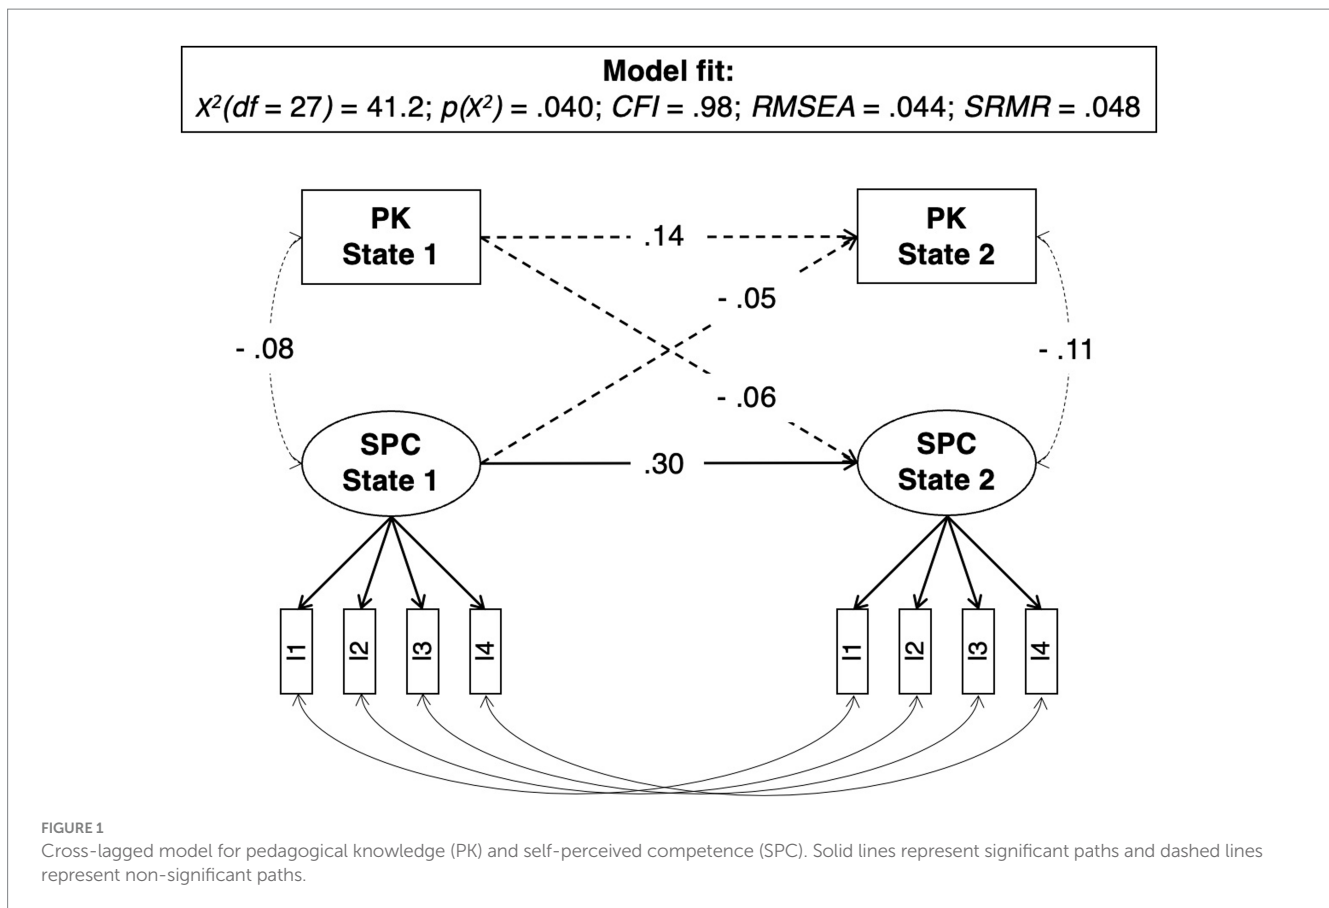 Model fit:
X²(df = 27) = 41.2; p(X²) = .040; CFI = .98; RMSEA = .044; SRMR = .048
PK
State 1
PK
State 2
.14
- .05
- .08
- .11
- .06
SPC
State 1
.30
SPC
State 2
I1
I2
I3
I4
I1
I2
I3
I4
FIGURE 1
Cross-lagged model for pedagogical knowledge (PK) and self-perceived competence (SPC). Solid lines represent significant paths and dashed lines
represent non-significant paths.